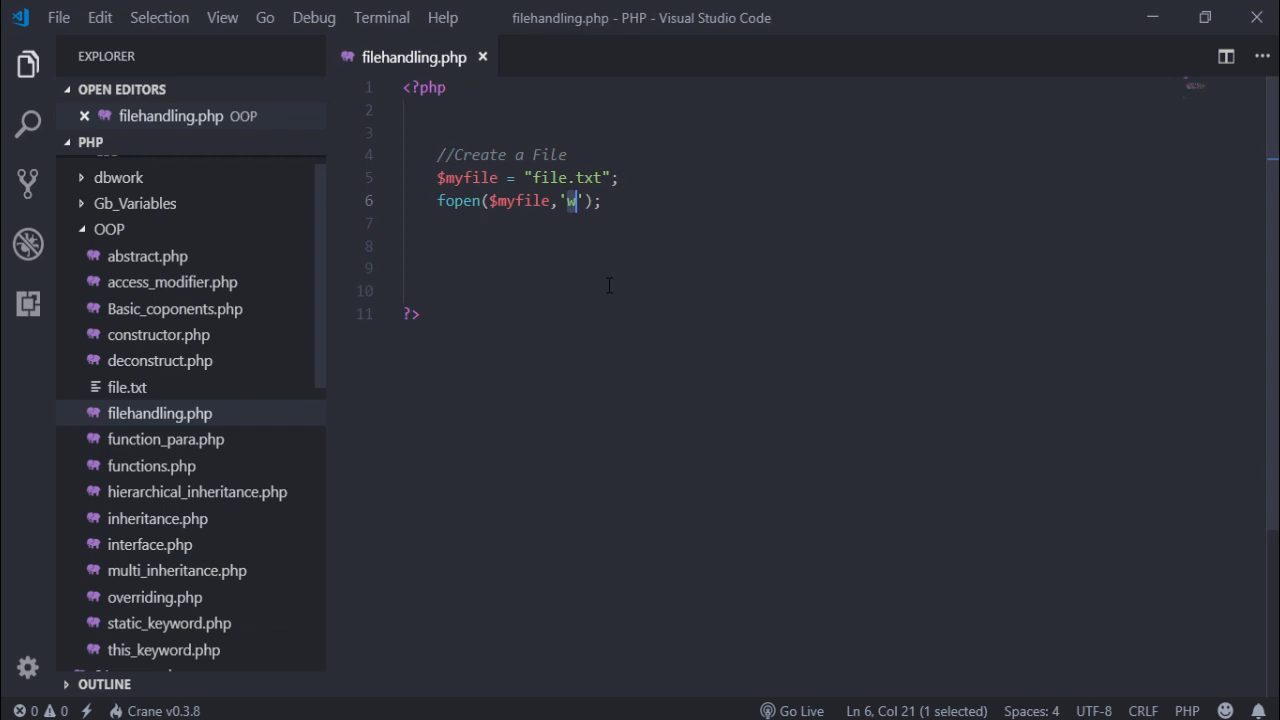 File Edit Selection View Go Debug Terminal Help filehandling.php - PHP - Visual Studio Code
EXPLORER
OPEN EDITORS
filehandling.php OOP
PHP
dbwork
Gb_Variables
OOP
abstract.php
access_modifier.php
Basic_coponents.php
constructor.php
deconstruct.php
file.txt
filehandling.php
function_para.php
functions.php
hierarchical_inheritance.php
inheritance.php
interface.php
multi_inheritance.php
overriding.php
static_keyword.php
this_keyword.php
OUTLINE
filehandling.php
1 <?php
2
3
4 //Create a File
5 $myfile = "file.txt";
6 fopen($myfile,'w');
7
8
9
10
11 ?>
0 0 Crane v0.3.8 Go Live Ln 6, Col 21 (1 selected) Spaces: 4 UTF-8 CRLF PHP